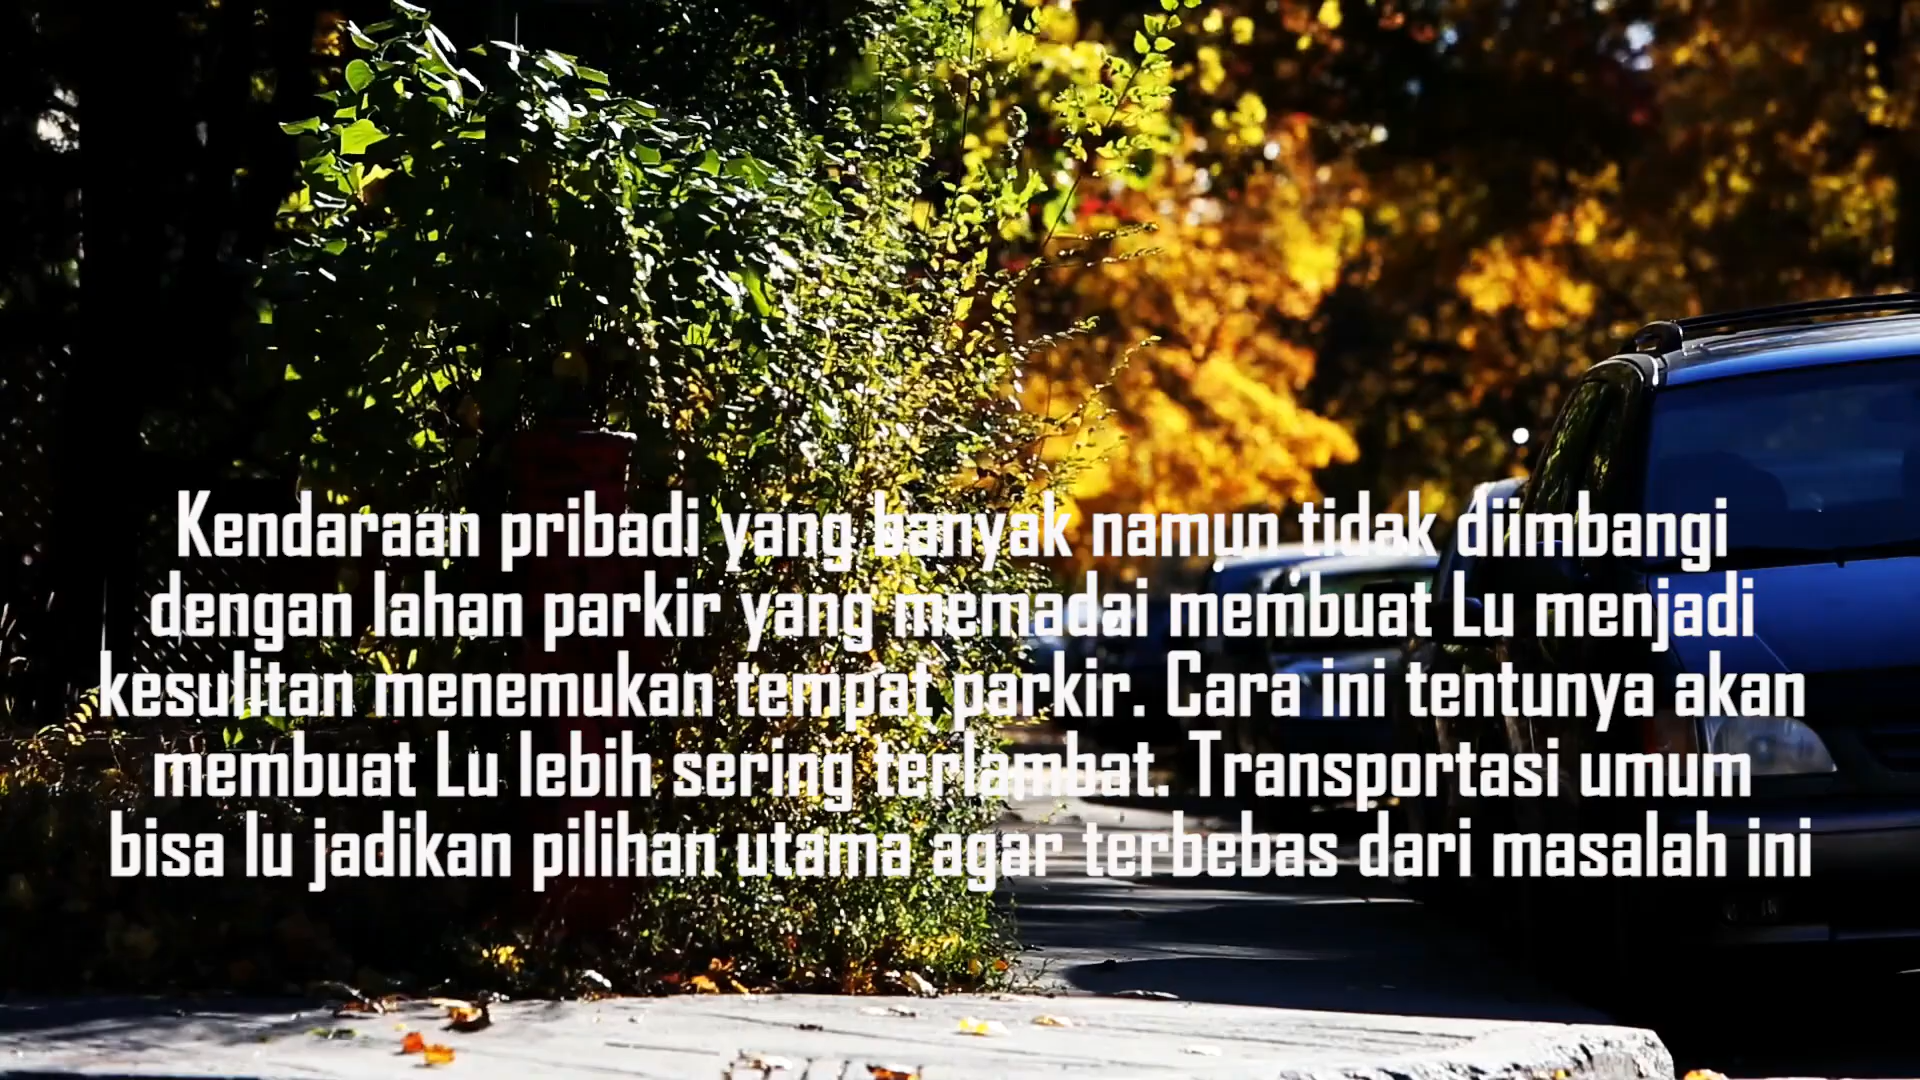 Kendaraan pribadi yang banyak namun tidak diimbangi
dengan lahan parkir yang memadai membuat Lu menjadi
kesulitan menemukan tempat parkir. Cara ini tentunya akan
membuat Lu lebih sering terlambat. Transportasi umum
bisa lu jadikan pilihan utama agar terbebas dari masalah ini